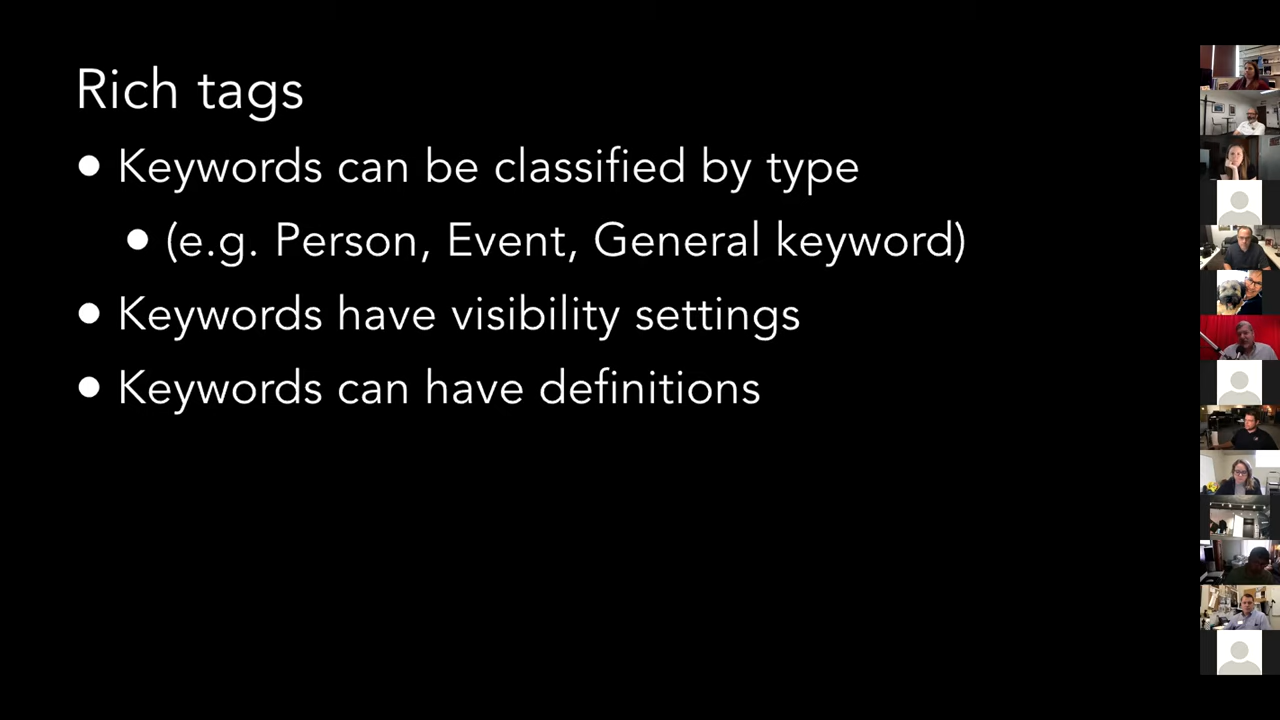 Rich tags
● Keywords can be classified by type
● (e.g. Person, Event, General keyword)
● Keywords have visibility settings
● Keywords can have definitions